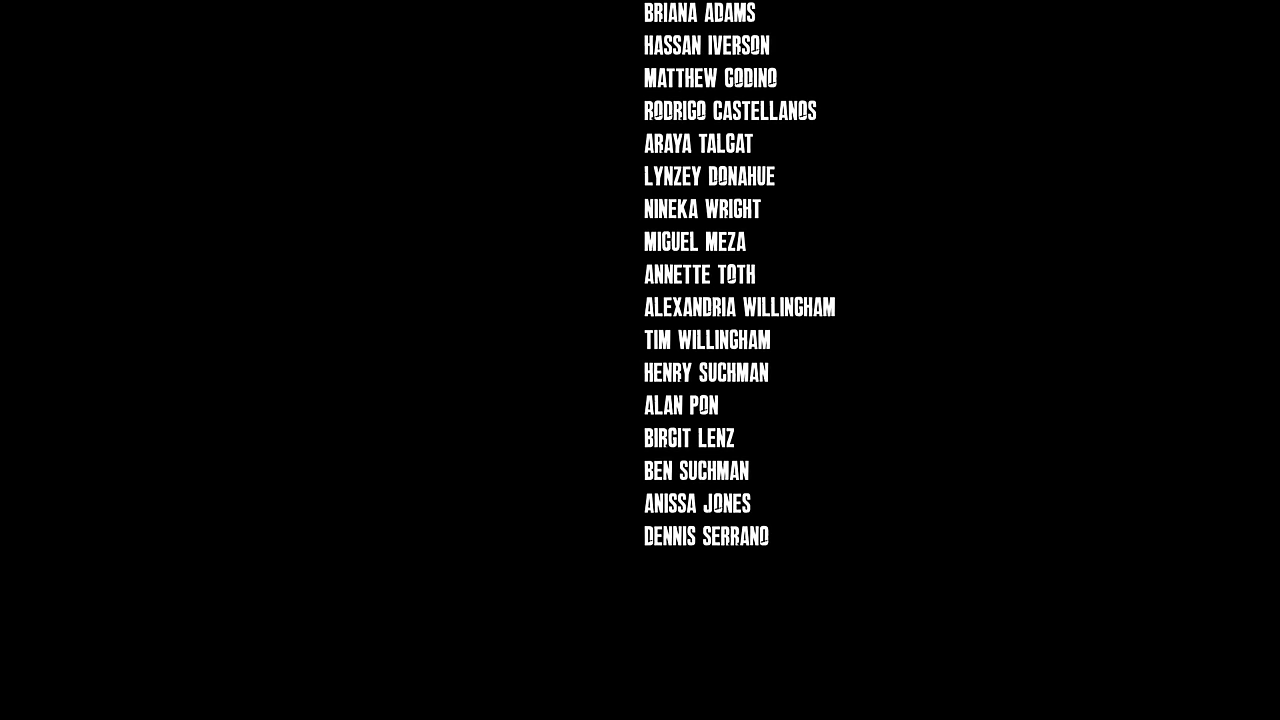 BRIANA ADAMS
HASSAN IVERSON
MATTHEW GODINO
RODRIGO CASTELLANOS
ARAYA TALGAT
LYNZEY DONAHUE
NINEKA WRIGHT
MIGUEL MEZA
ANNETTE TOTH
ALEXANDRIA WILLINGHAM
TIM WILLINGHAM
HENRY SUCHMAN
ALAN PON
BIRGIT LENZ
BEN SUCHMAN
ANISSA JONES
DENNIS SERRANO